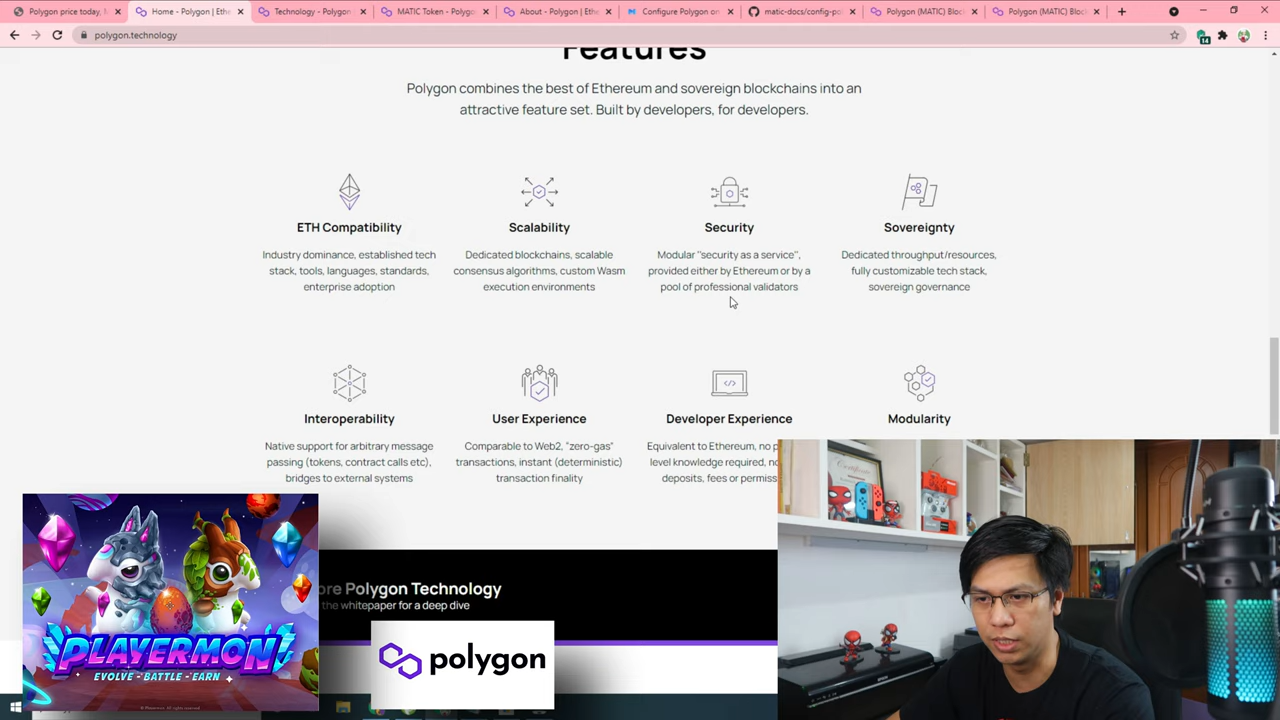 Polygon price today, M
Home - Polygon | Ethe
Technology - Polygon
MATIC Token - Polygo
About - Polygon | Eth
Configure Polygon on
matic-docs/config-po
Polygon (MATIC) Bloc
Polygon (MATIC) Bloc
polygon.technology
14
Features
Polygon combines the best of Ethereum and sovereign blockchains into an
attractive feature set. Built by developers, for developers.
ETH Compatibility
Industry dominance, established tech
stack, tools, languages, standards,
enterprise adoption
Scalability
Dedicated blockchains, scalable
consensus algorithms, custom Wasm
execution environments
Security
Modular "security as a service",
provided either by Ethereum or by a
pool of professional validators
Sovereignty
Dedicated throughput/resources,
fully customizable tech stack,
sovereign governance
Interoperability
Native support for arbitrary message
passing (tokens, contract calls etc),
bridges to external systems
User Experience
Comparable to Web2, "zero-gas"
transactions, instant (deterministic)
transaction finality
Developer Experience
Equivalent to Ethereum, no p
level knowledge required, no
deposits, fees or permiss
Modularity
ore Polygon Technology
the whitepaper for a deep dive
PLAYERMON
EVOLVE - BATTLE - EARN
polygon